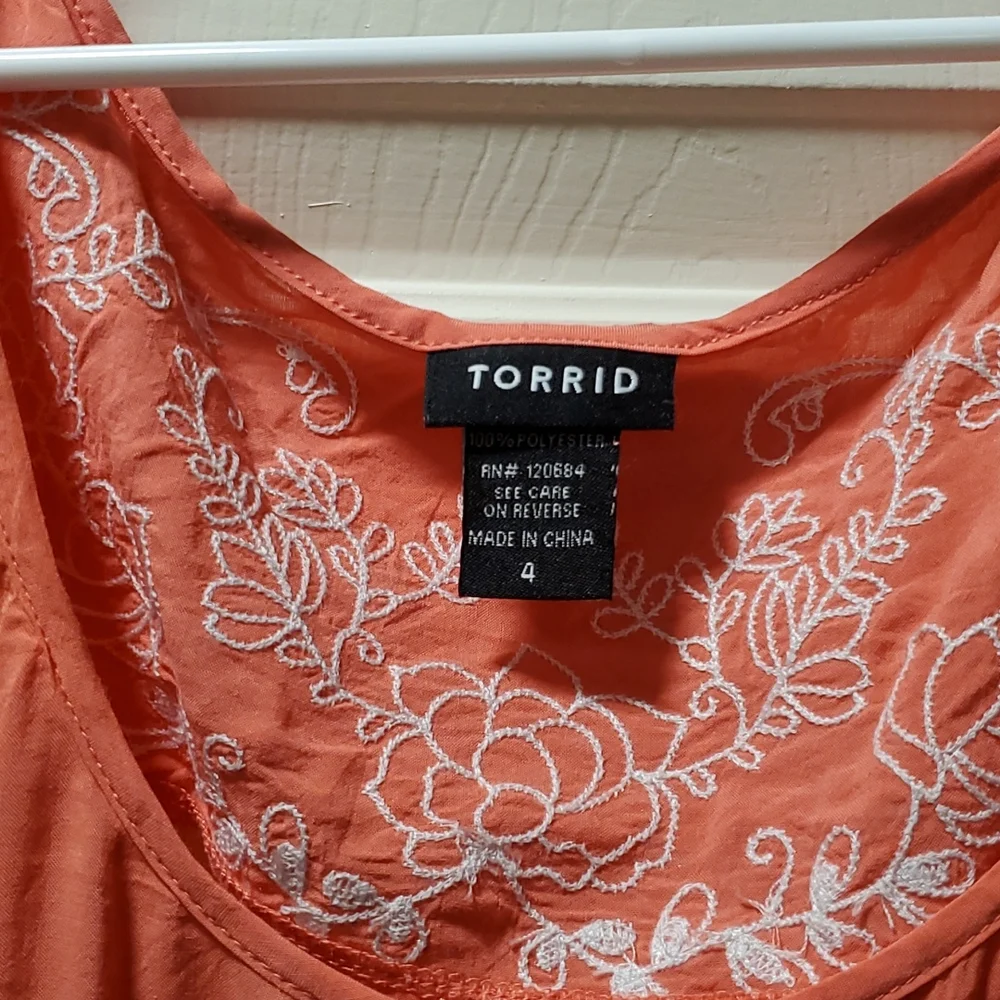 TORRID
100% POLYESTER
RN# 120684
SEE CARE
ON REVERSE
MADE IN CHINA
4